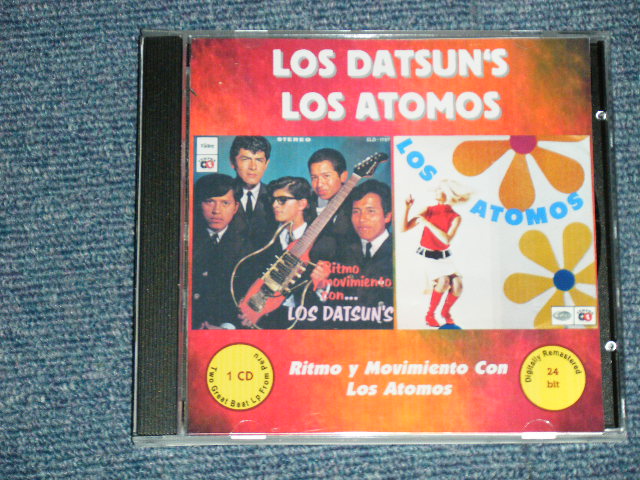 LOS DATSUN'S
LOS ATOMOS
STEREO
Ritmo
y movimiento
con...
LOS DATSUN'S
LOS
ATOMOS
1 CD
Two Great Beat Lp From Peru
Ritmo y Movimiento Con
Los Atomos
Digitally Remastered
24
bit